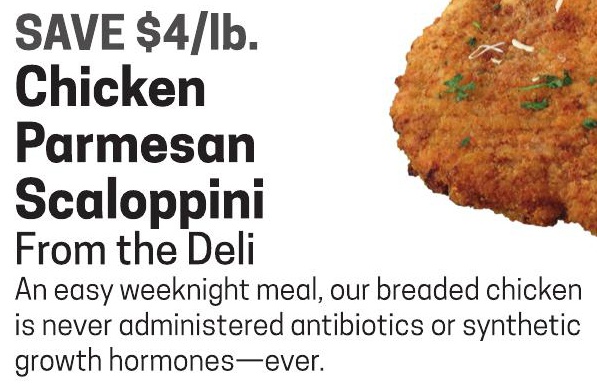 SAVE $4/lb.
Chicken
Parmesan
Scaloppini
From the Deli
An easy weeknight meal, our breaded chicken
is never administered antibiotics or synthetic
growth hormones—ever.